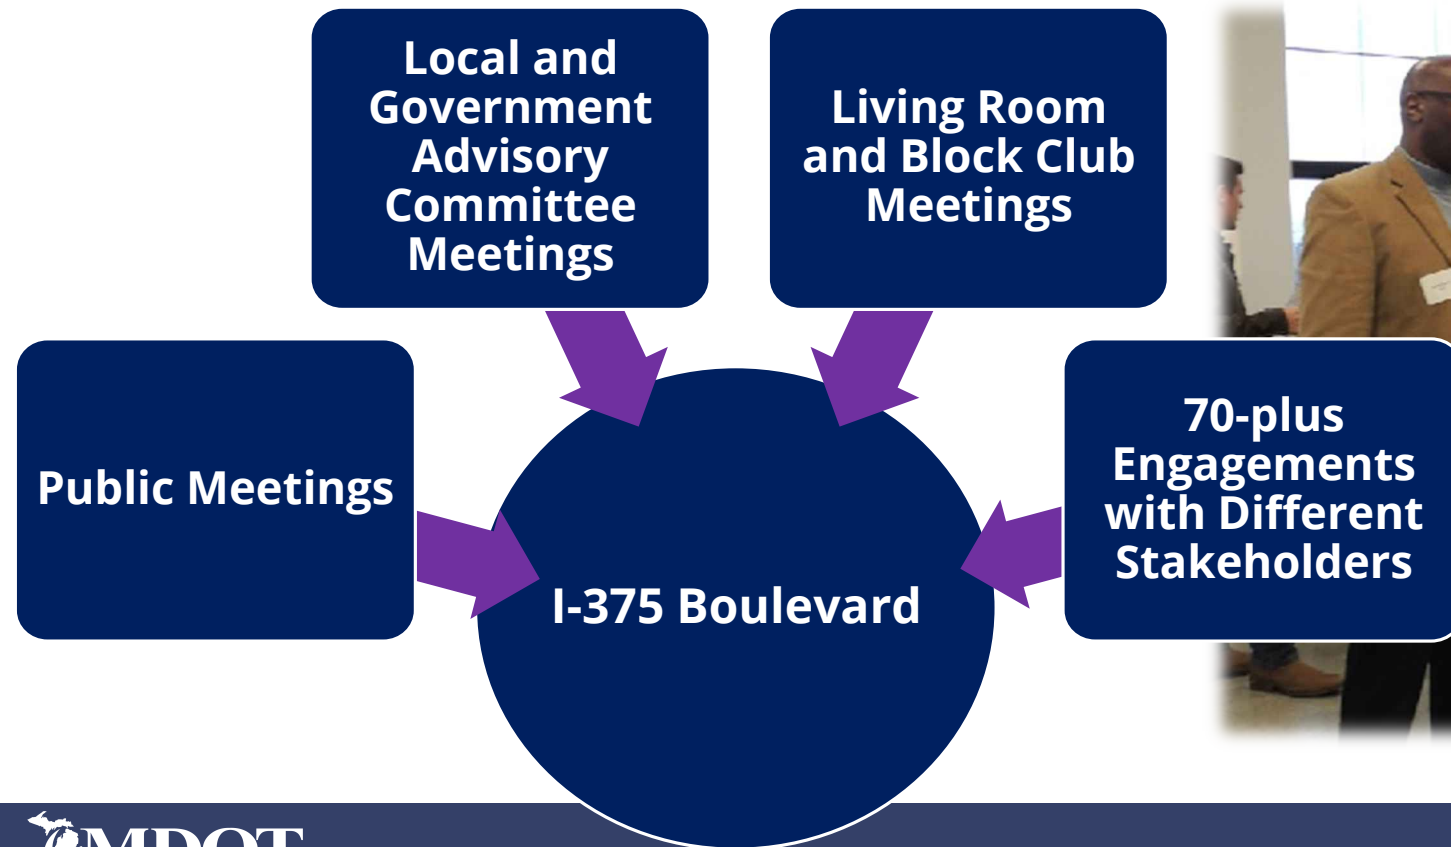 Local and
Government
Advisory
Committee
Meetings
Living Room
and Block Club
Meetings
Public Meetings
70-plus
Engagements
with Different
Stakeholders
I-375 Boulevard
MDOT